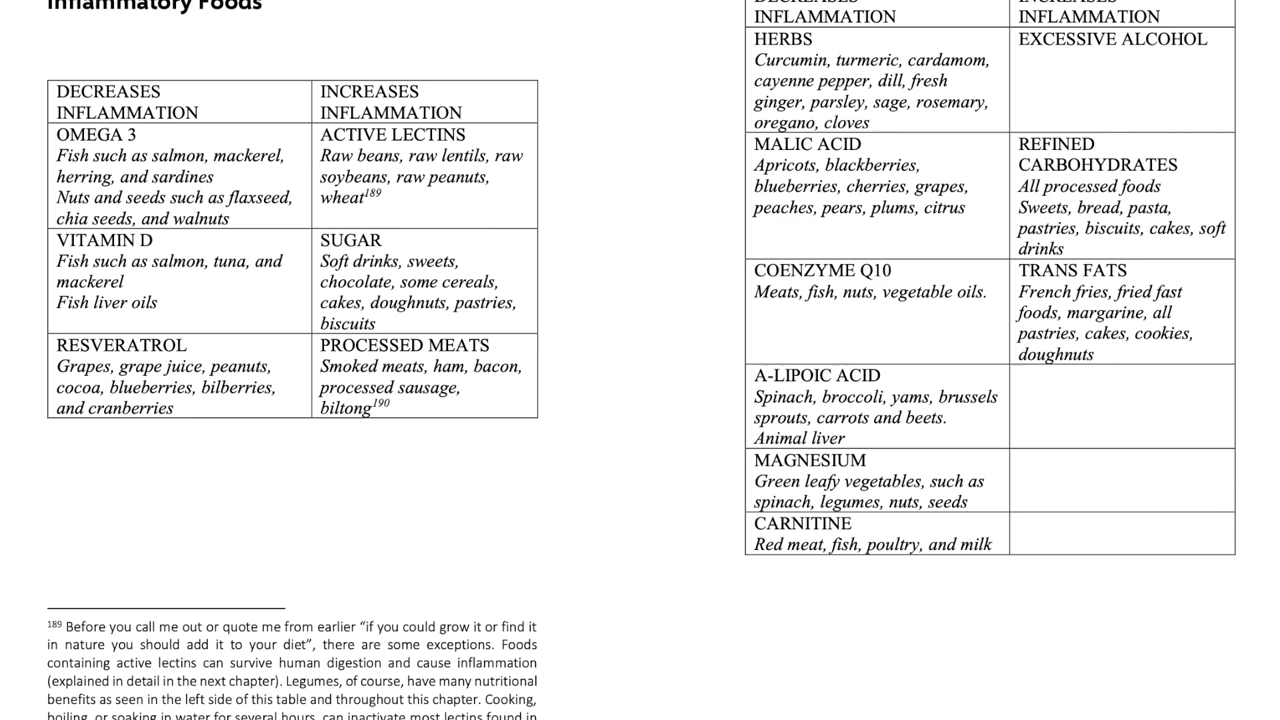 Inflammatory Foods
DECREASES INFLAMMATION
INCREASES INFLAMMATION
OMEGA 3
Fish such as salmon, mackerel,
herring, and sardines
Nuts and seeds such as flaxseed,
chia seeds, and walnuts
ACTIVE LECTINS
Raw beans, raw lentils, raw
soybeans, raw peanuts,
wheat189
VITAMIN D
Fish such as salmon, tuna, and
mackerel
Fish liver oils
SUGAR
Soft drinks, sweets,
chocolate, some cereals,
cakes, doughnuts, pastries,
biscuits
RESVERATROL
Grapes, grape juice, peanuts,
cocoa, blueberries, bilberries,
and cranberries
PROCESSED MEATS
Smoked meats, ham, bacon,
processed sausage,
biltong190
189 Before you call me out or quote me from earlier “if you could grow it or find it
in nature you should add it to your diet”, there are some exceptions. Foods
containing active lectins can survive human digestion and cause inflammation
(explained in detail in the next chapter). Legumes, of course, have many nutritional
benefits as seen in the left side of this table and throughout this chapter. Cooking,
boiling, or soaking in water for several hours, can inactivate most lectins found in
DECREASES
INFLAMMATION
INCREASES
INFLAMMATION
HERBS
Curcumin, turmeric, cardamom,
cayenne pepper, dill, fresh
ginger, parsley, sage, rosemary,
oregano, cloves
EXCESSIVE ALCOHOL
MALIC ACID
Apricots, blackberries,
blueberries, cherries, grapes,
peaches, pears, plums, citrus
REFINED
CARBOHYDRATES
All processed foods
Sweets, bread, pasta,
pastries, biscuits, cakes, soft
drinks
COENZYME Q10
Meats, fish, nuts, vegetable oils.
TRANS FATS
French fries, fried fast
foods, margarine, all
pastries, cakes, cookies,
doughnuts
A-LIPOIC ACID
Spinach, broccoli, yams, brussels
sprouts, carrots and beets.
Animal liver
MAGNESIUM
Green leafy vegetables, such as
spinach, legumes, nuts, seeds
CARNITINE
Red meat, fish, poultry, and milk